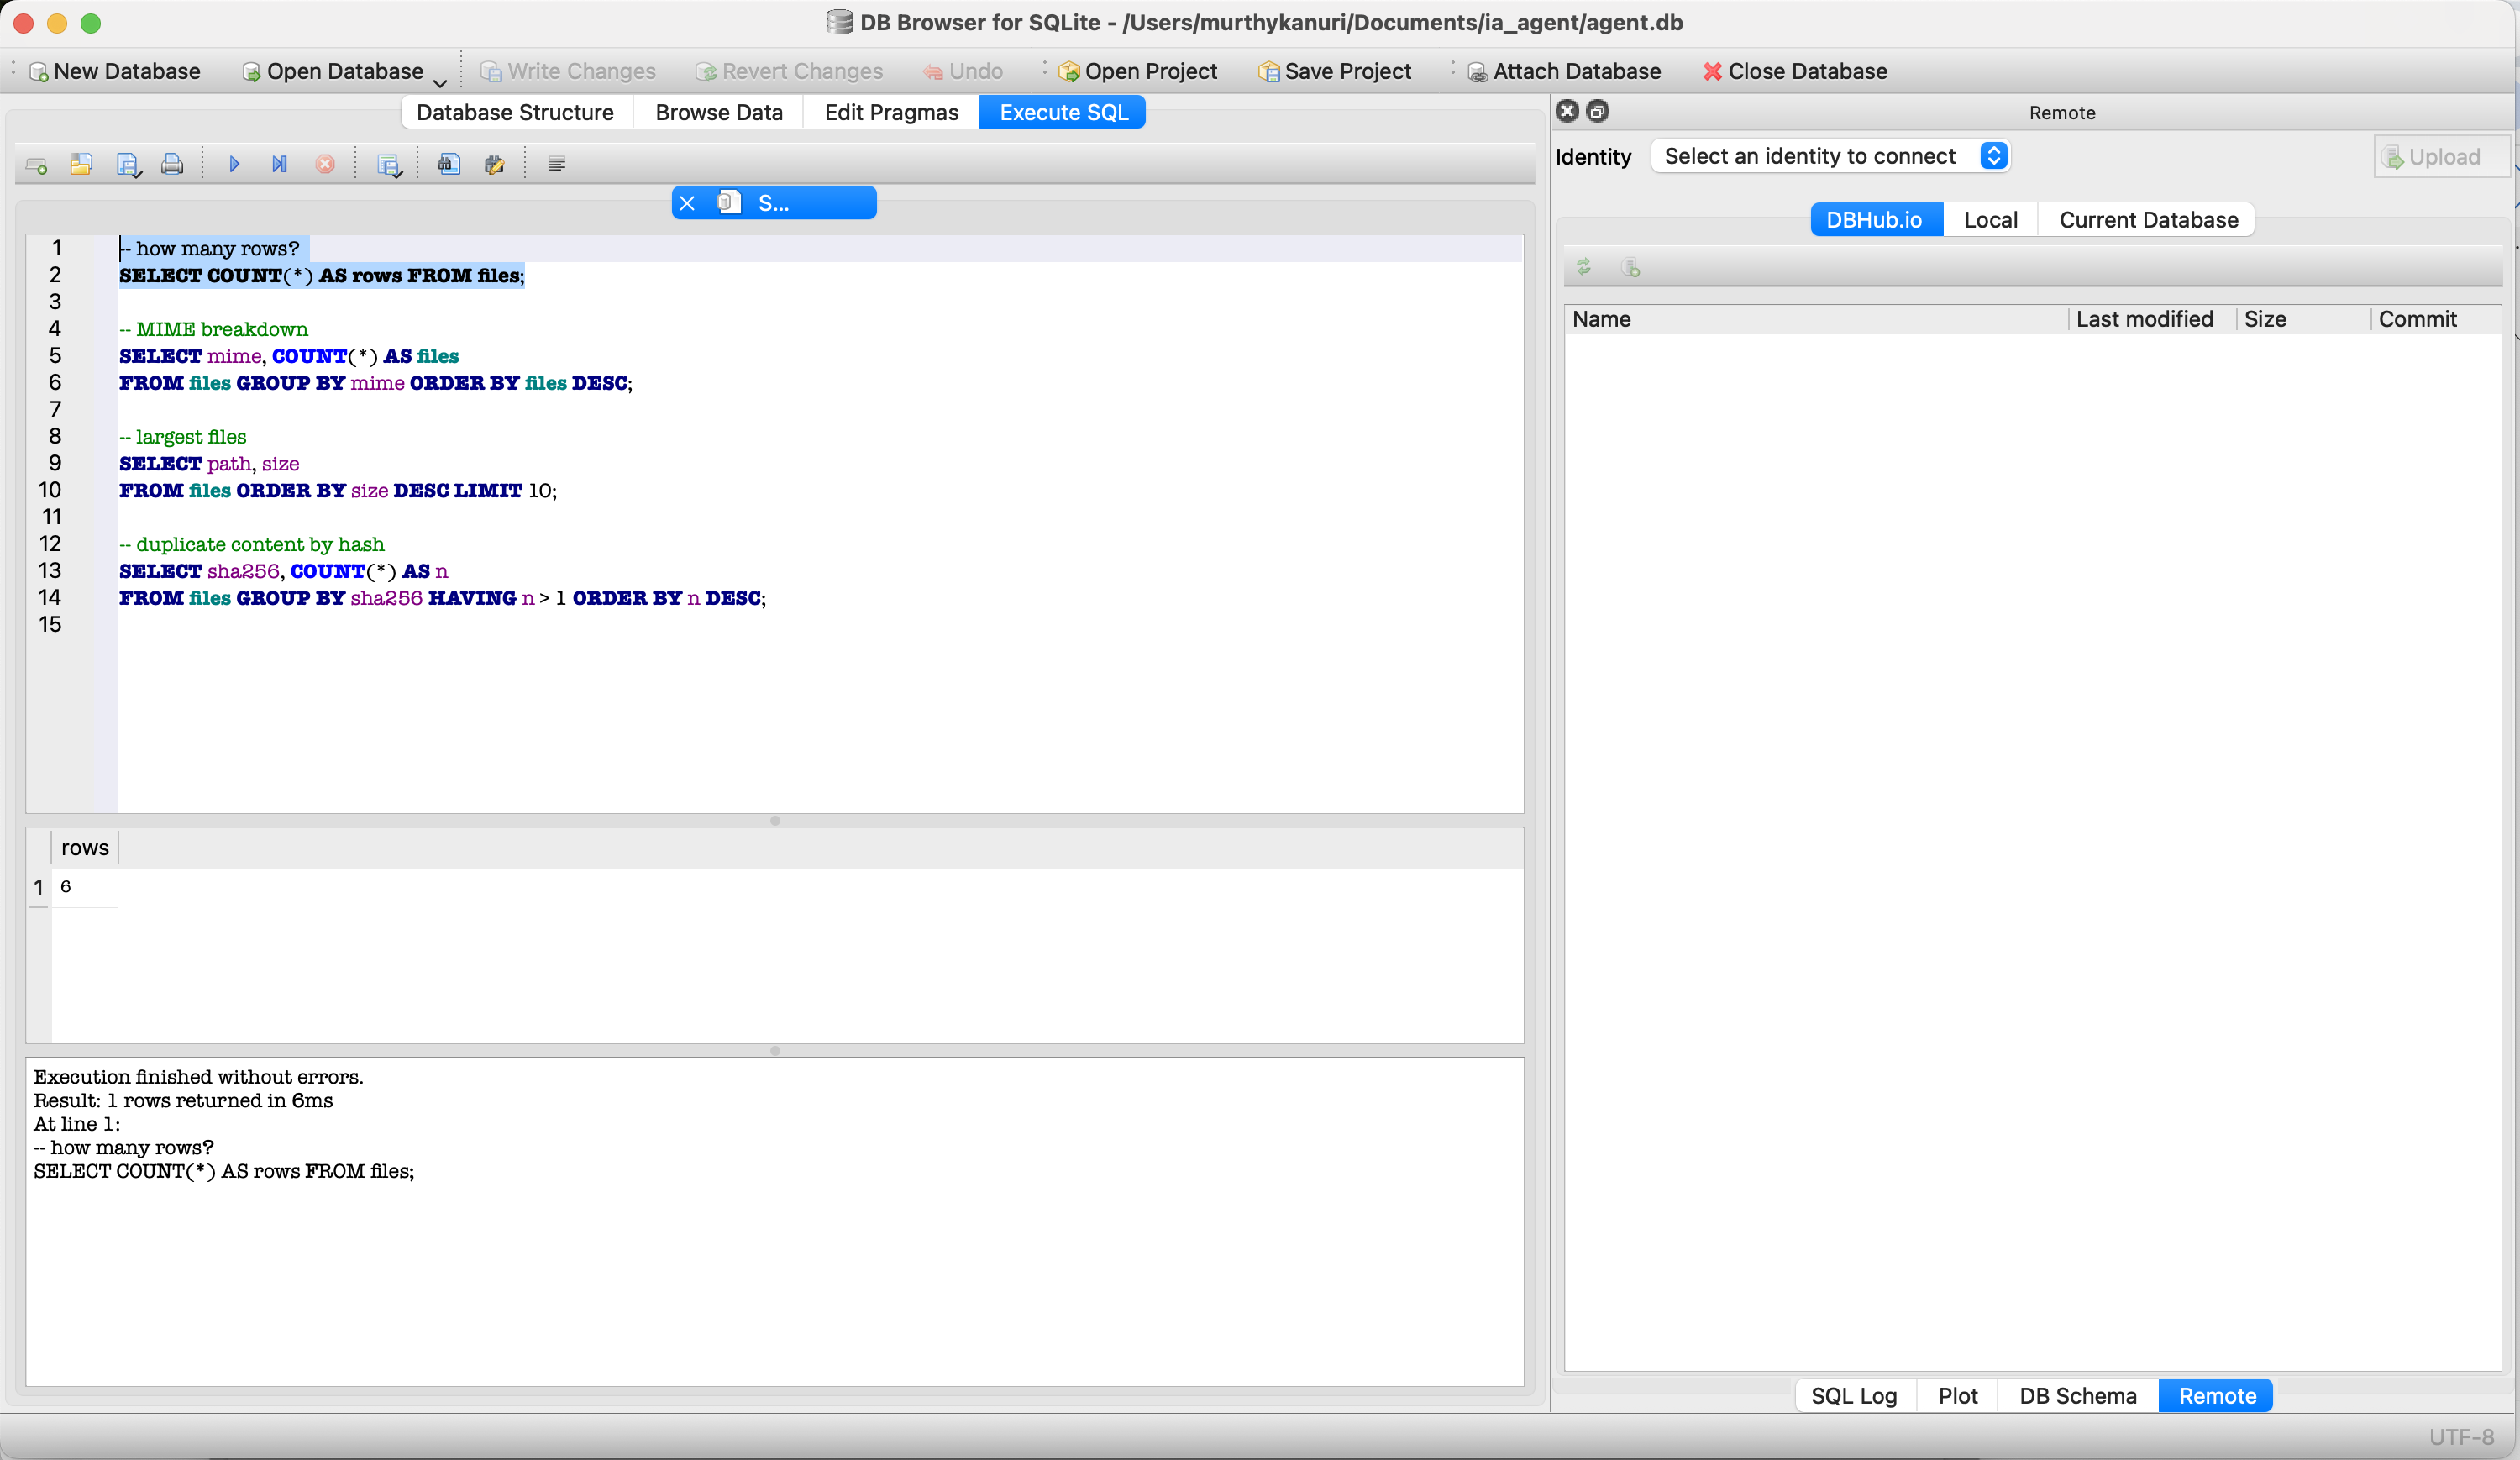 DB Browser for SQLite - /Users/murthykanuri/Documents/ia_agent/agent.db
New Database Open Database Write Changes Revert Changes Undo Open Project Save Project Attach Database Close Database
Database Structure Browse Data Edit Pragmas Execute SQL
S...
1 -- how many rows?
2 SELECT COUNT(*) AS rows FROM files;
3
4 -- MIME breakdown
5 SELECT mime, COUNT(*) AS files
6 FROM files GROUP BY mime ORDER BY files DESC;
7
8 -- largest files
9 SELECT path, size
10 FROM files ORDER BY size DESC LIMIT 10;
11
12 -- duplicate content by hash
13 SELECT sha256, COUNT(*) AS n
14 FROM files GROUP BY sha256 HAVING n > 1 ORDER BY n DESC;
15
rows
1 6
Execution finished without errors.
Result: 1 rows returned in 6ms
At line 1:
-- how many rows?
SELECT COUNT(*) AS rows FROM files;
Remote
Identity Select an identity to connect Upload
DBHub.io Local Current Database
Name Last modified Size Commit
SQL Log Plot DB Schema Remote
UTF-8